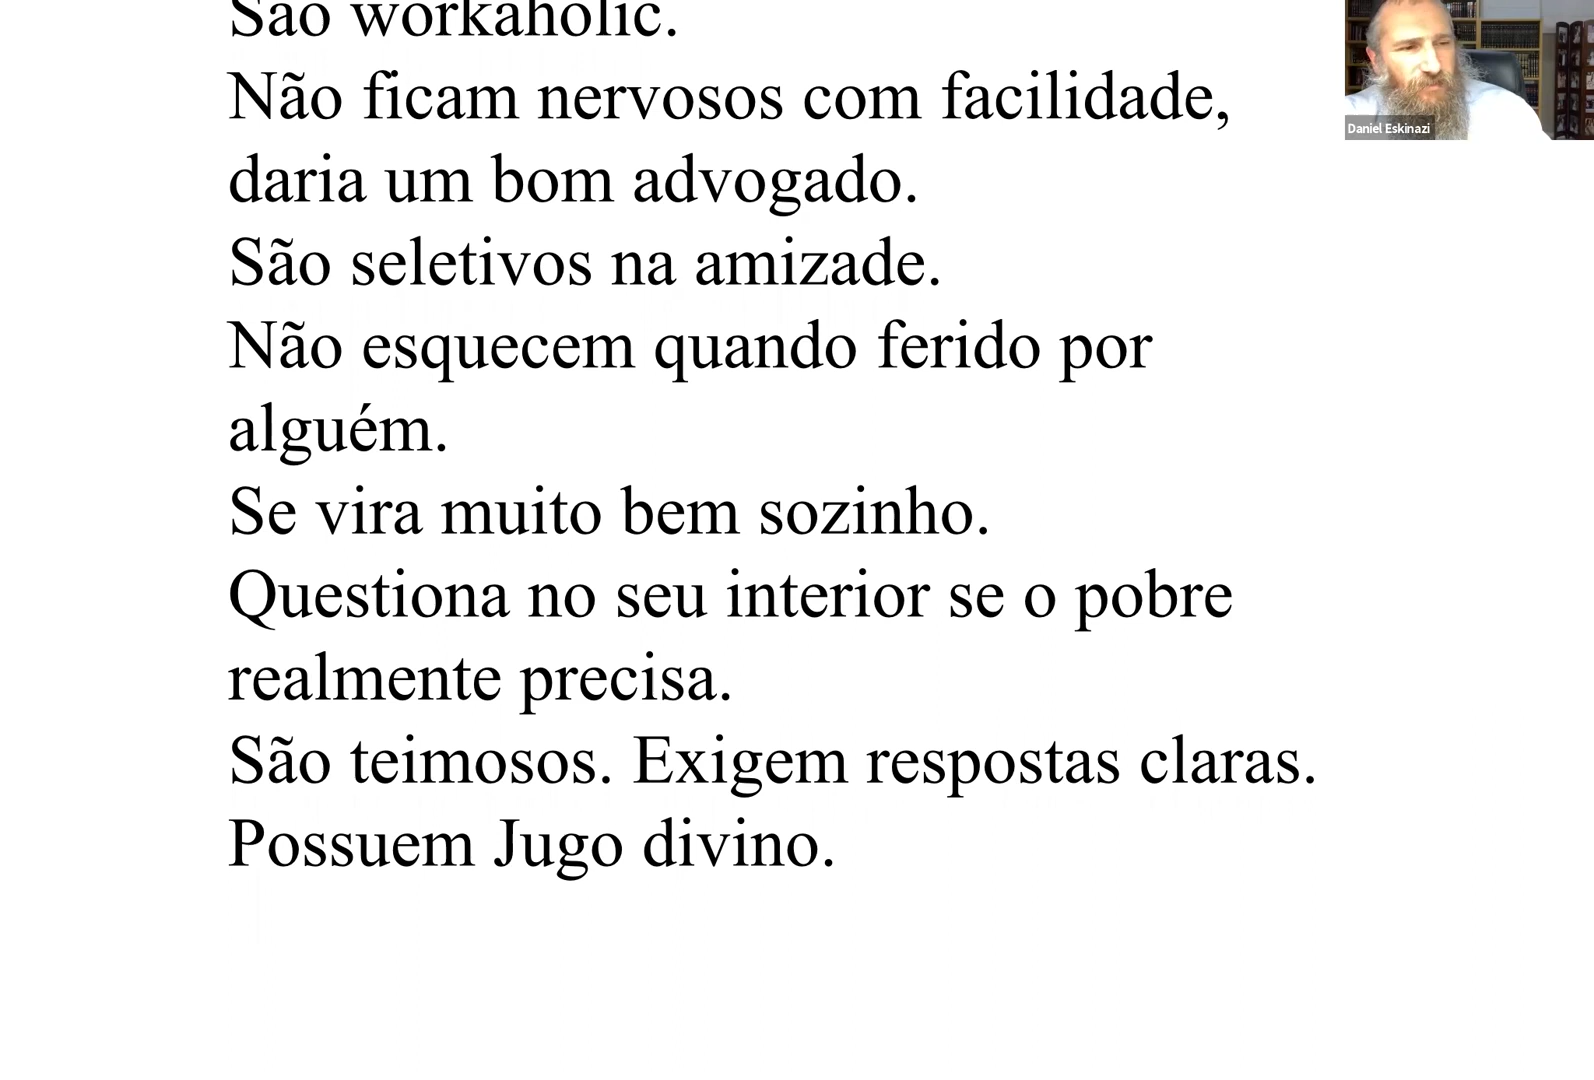 São workaholic.
Não ficam nervosos com facilidade,
daria um bom advogado.
São seletivos na amizade.
Não esquecem quando ferido por
alguém.
Se vira muito bem sozinho.
Questiona no seu interior se o pobre
realmente precisa.
São teimosos. Exigem respostas claras.
Possuem Jugo divino.
Daniel Eskinazi